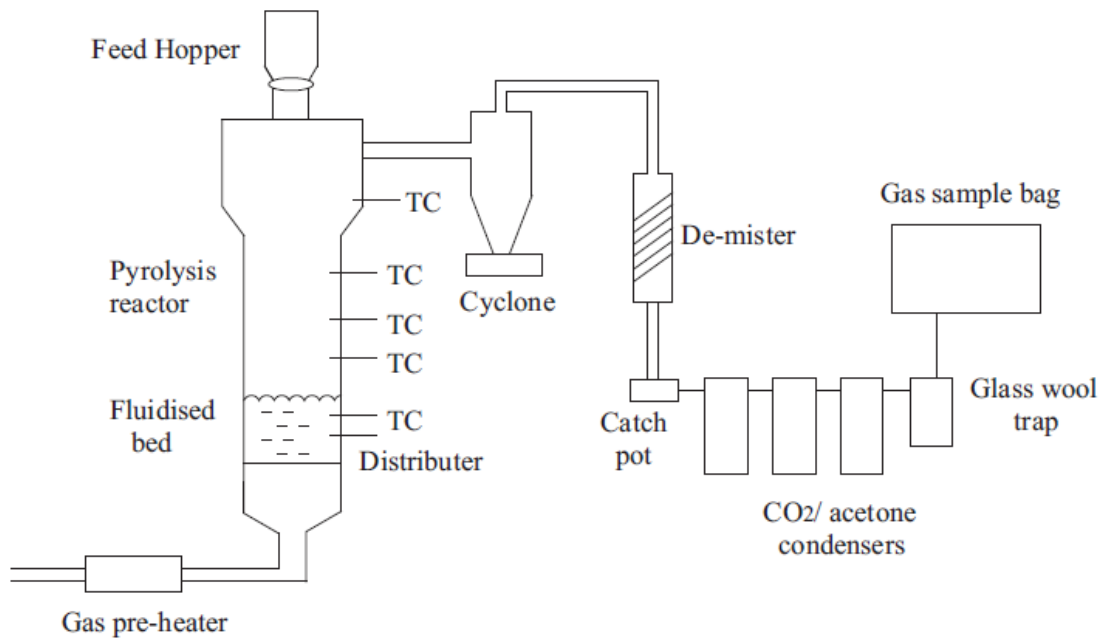 Feed Hopper
TC
Gas sample bag
De-mister
Pyrolysis
reactor
TC
Cyclone
TC
TC
Fluidised
bed
TC
Distributer
Catch
pot
Glass wool
trap
CO2/ acetone
condensers
Gas pre-heater